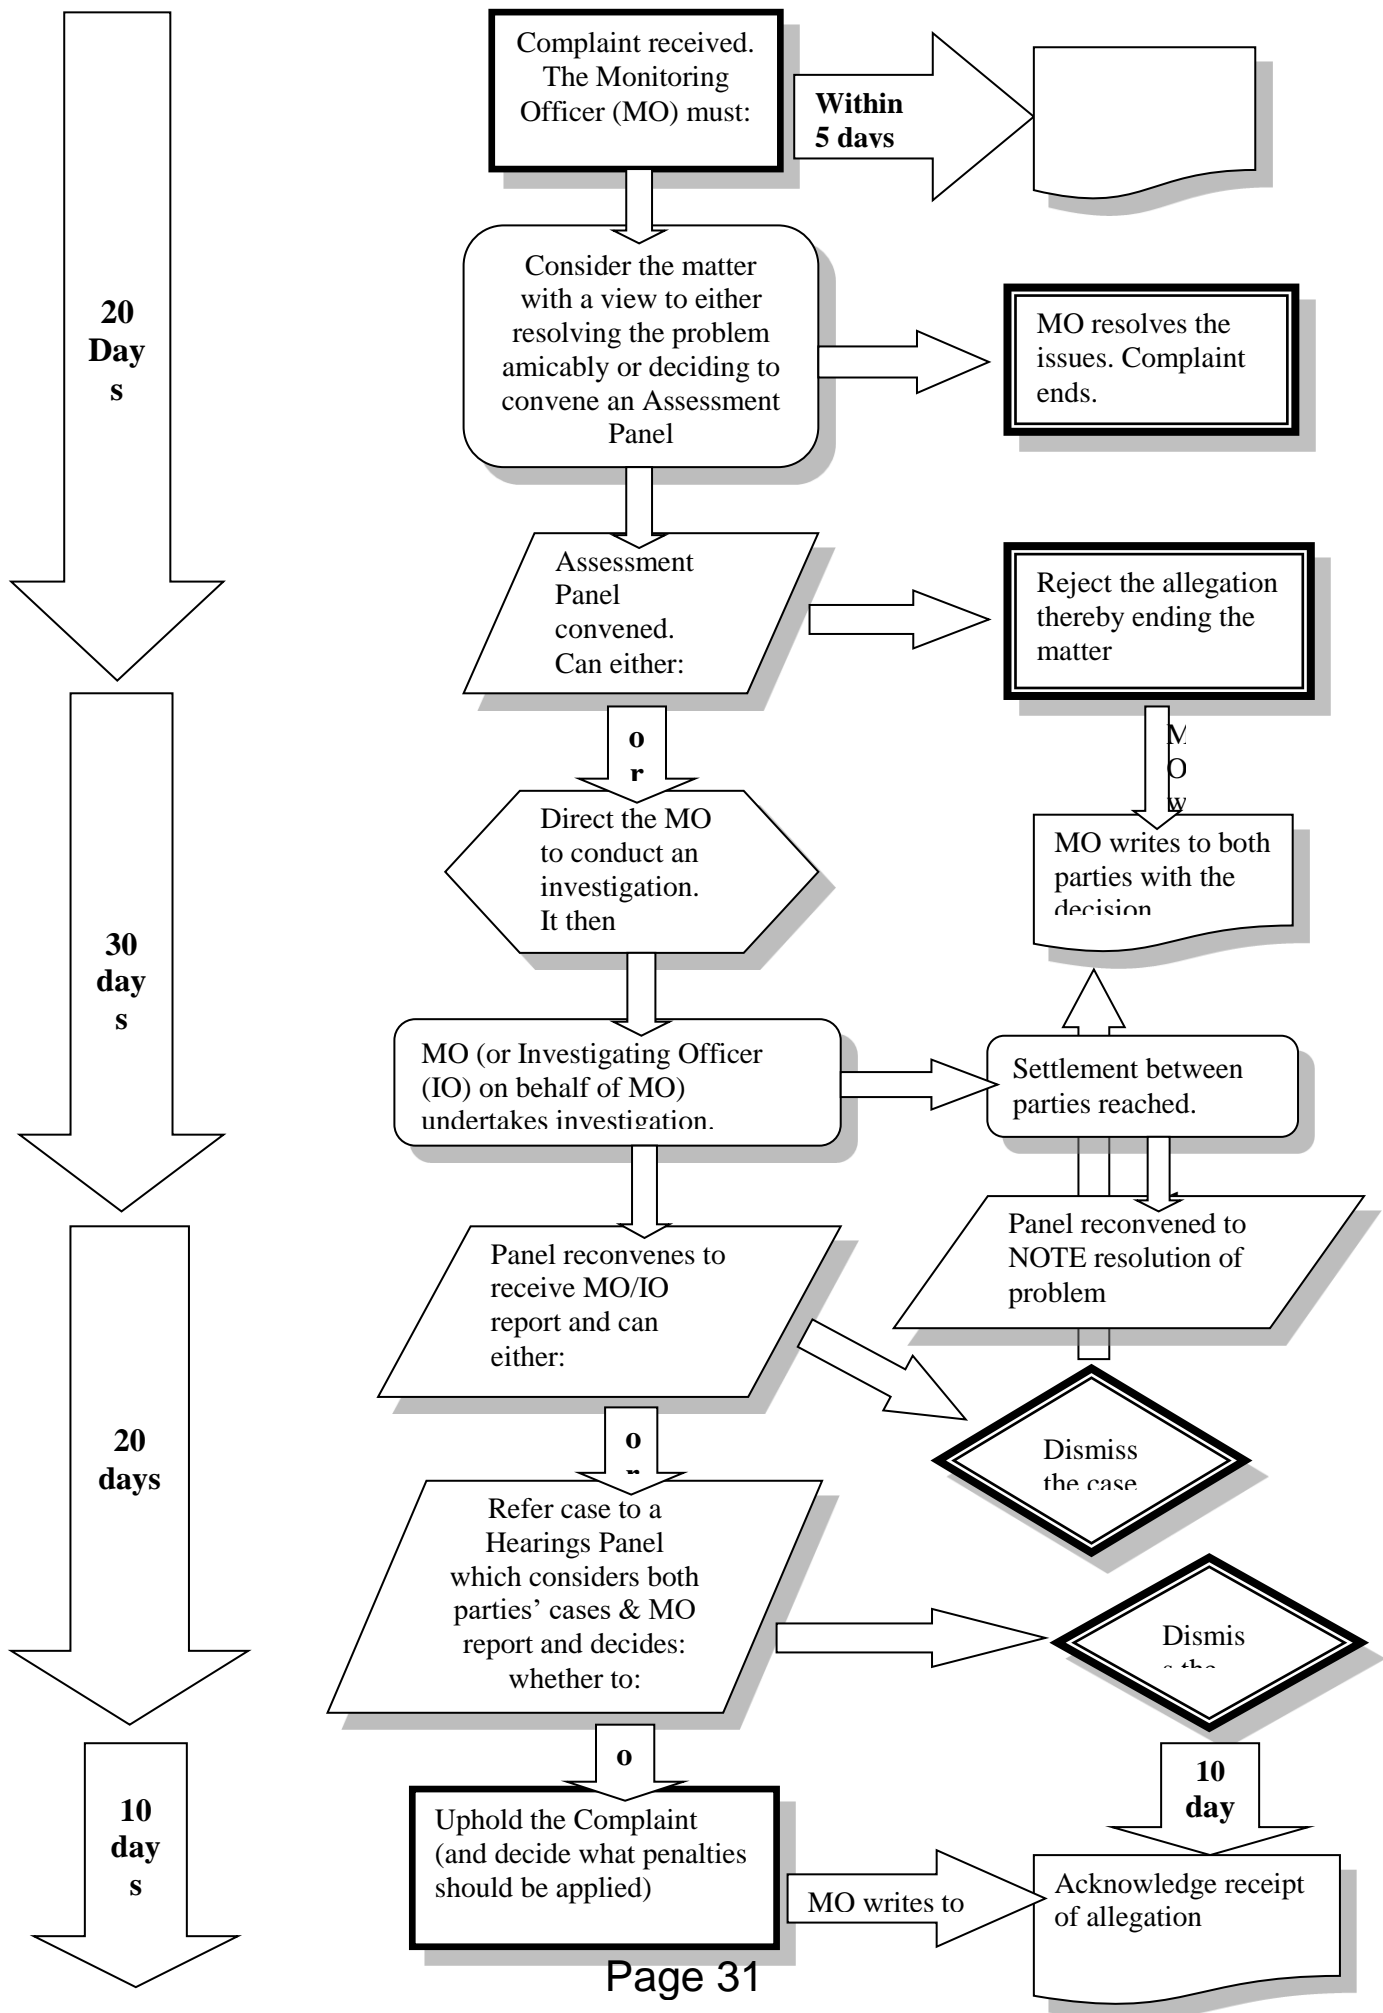 Complaint received.
The Monitoring
Officer (MO) must:
Within
5 days
20
Day
s
Consider the matter
with a view to either
resolving the problem
amicably or deciding to
convene an Assessment
Panel
MO resolves the
issues. Complaint
ends.
Assessment
Panel
convened.
Can either:
Reject the allegation
thereby ending the
matter
o
r
M
O
w
Direct the MO
to conduct an
investigation.
It then
MO writes to both
parties with the
decision
30
day
s
MO (or Investigating Officer
(IO) on behalf of MO)
undertakes investigation.
Settlement between
parties reached.
Panel reconvenes to
receive MO/IO
report and can
either:
Panel reconvened to
NOTE resolution of
problem
20
days
o
r
Dismiss
the case
Refer case to a
Hearings Panel
which considers both
parties’ cases & MO
report and decides:
whether to:
Dismis
s the
o
10
day
s
10
day
Uphold the Complaint
(and decide what penalties
should be applied)
MO writes to
Acknowledge receipt
of allegation
Page 31